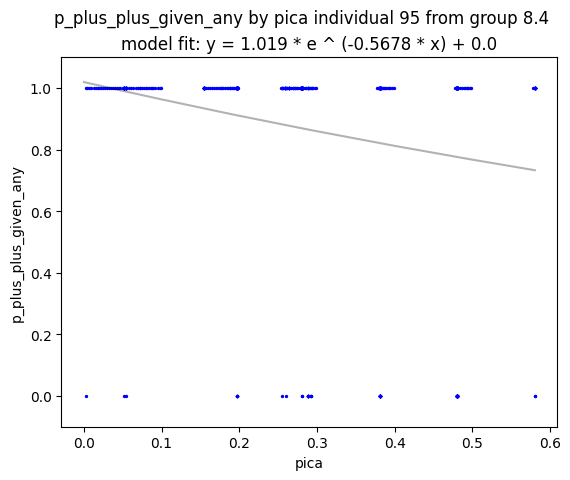 p_plus_plus_given_any by pica individual 95 from group 8.4
model fit: y = 1.019 * e ^ (-0.5678 * x) + 0.0
1.0
0.8
0.6
0.4
0.2
0.0
p_plus_plus_given_any
0.0 0.1 0.2 0.3 0.4 0.5 0.6
pica